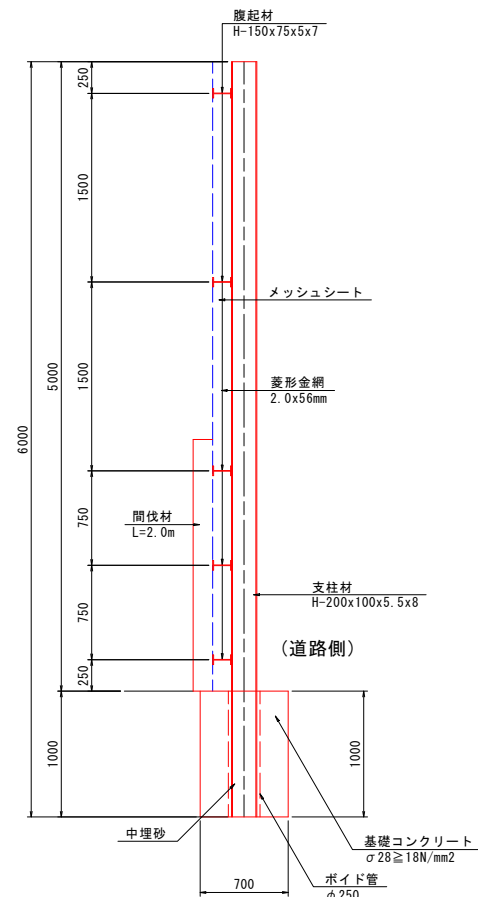 腹起材
H-150x75x5x7
250
1500
メッシュシート
5000
1500
6000
菱形金網
2.0x56mm
間伐材
L=2.0m
750
750
支柱材
H-200x100x5.5x8
(道路側)
250
1000
1000
中埋砂
基礎コンクリート
σ28≧18N/mm2
700
ボイド管
φ250